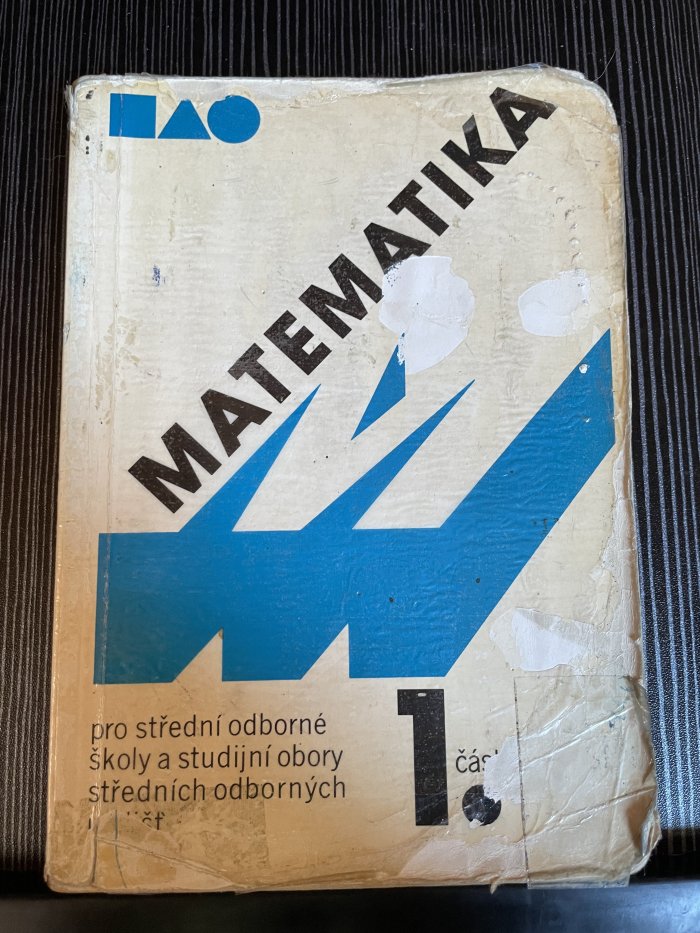 MATEMATIKA
pro střední odborné
školy a studijní obory
středních odborných
1.